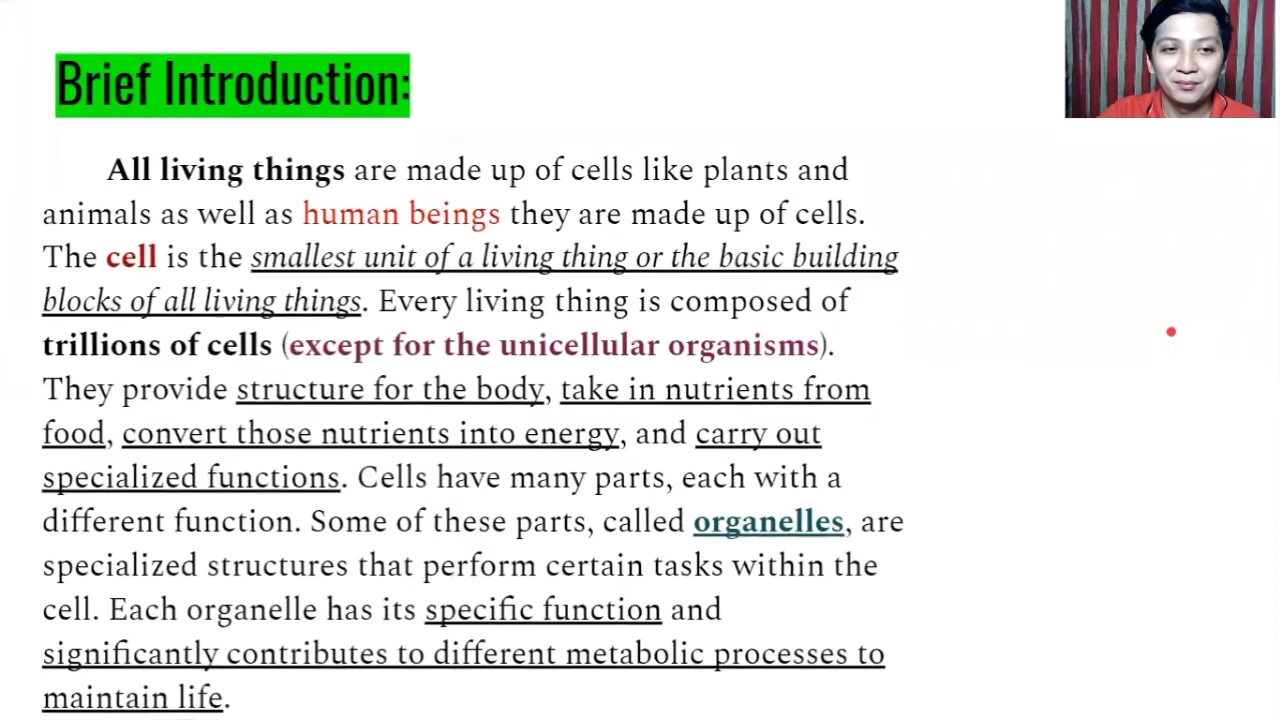 Brief Introduction:
All living things are made up of cells like plants and
animals as well as human beings they are made up of cells.
The cell is the smallest unit of a living thing or the basic building
blocks of all living things. Every living thing is composed of
trillions of cells (except for the unicellular organisms).
They provide structure for the body, take in nutrients from
food, convert those nutrients into energy, and carry out
specialized functions. Cells have many parts, each with a
different function. Some of these parts, called organelles, are
specialized structures that perform certain tasks within the
cell. Each organelle has its specific function and
significantly contributes to different metabolic processes to
maintain life.